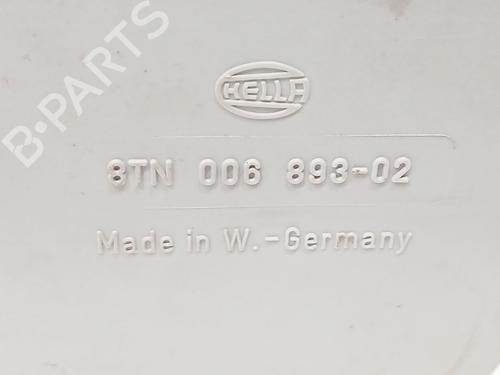 B-PARTS
HELLA
8TN 006 893-02
Made in W.-Germany